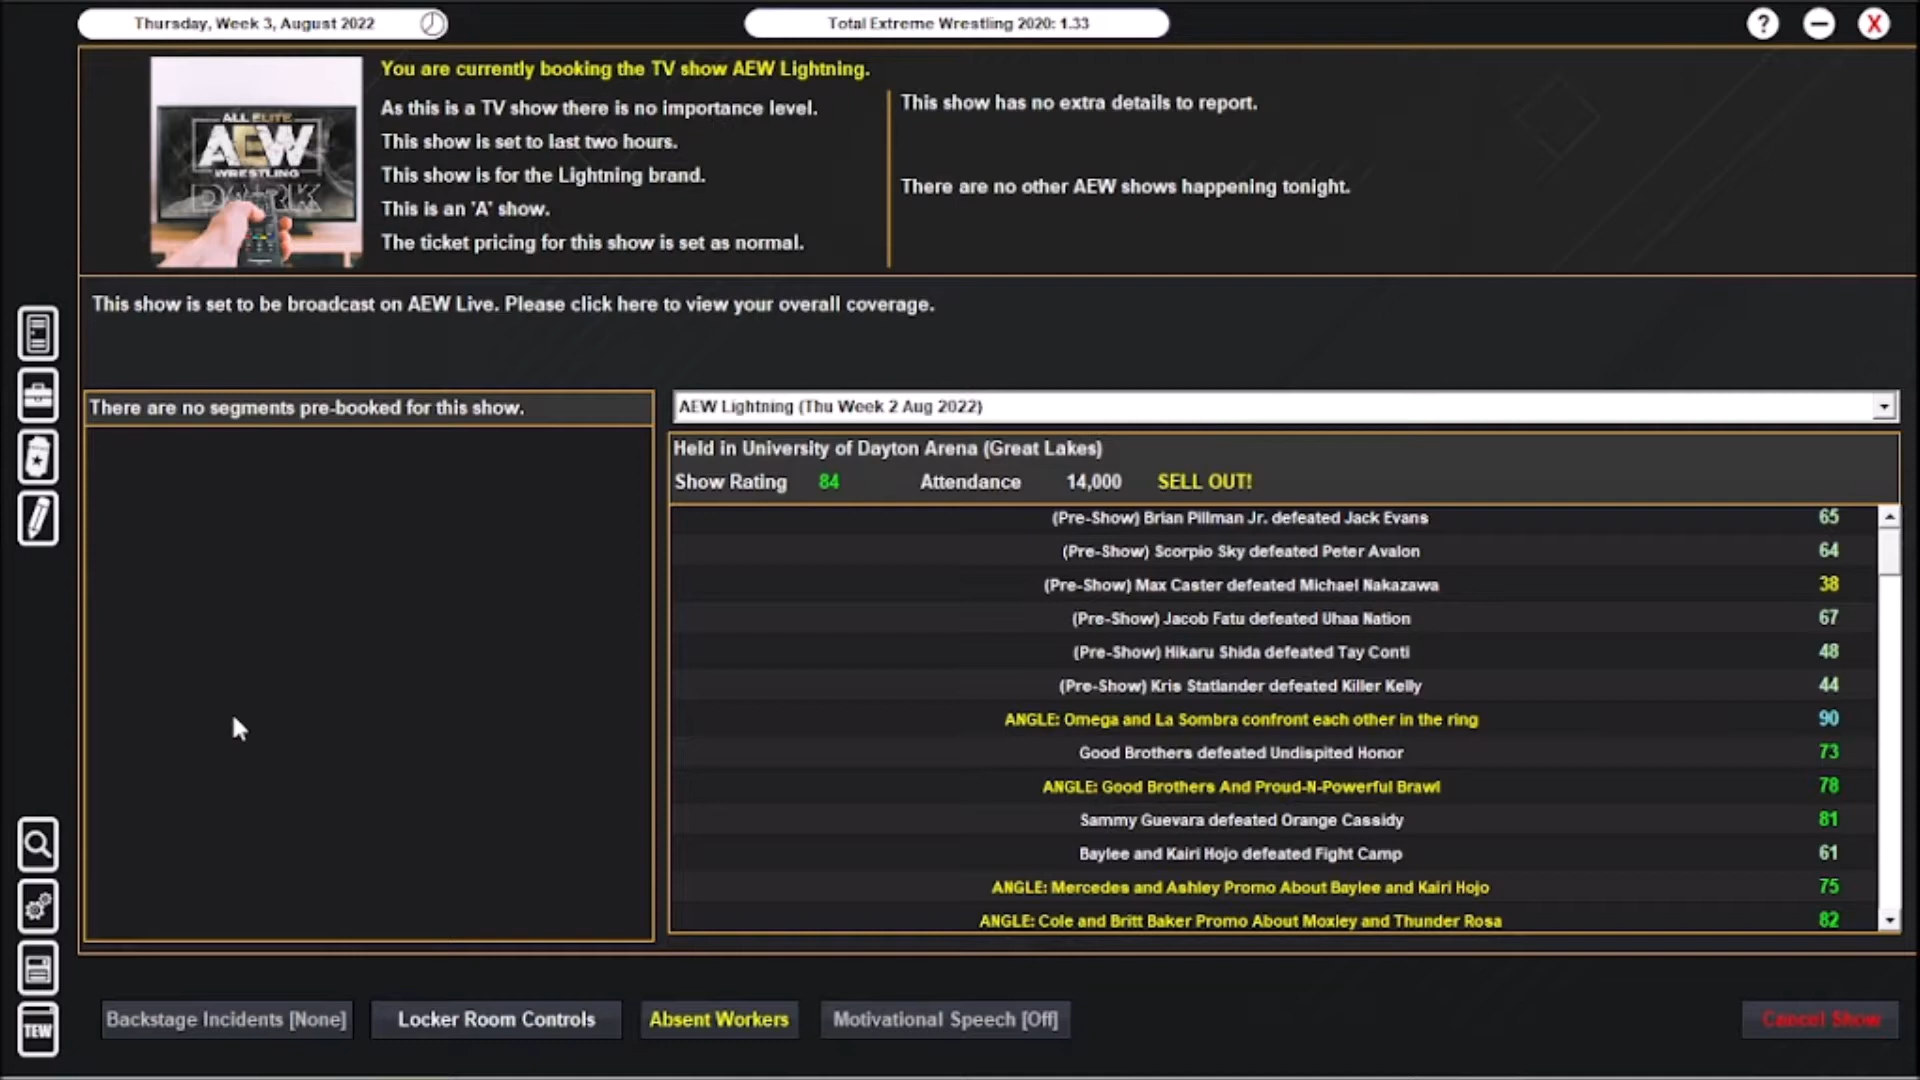 Thursday, Week 3, August 2022
Total Extreme Wrestling 2020: 1.33
?
X
ALL ELITE
AEW
WRESTLING
DARK
You are currently booking the TV show AEW Lightning.
As this is a TV show there is no importance level.
This show is set to last two hours.
This show is for the Lightning brand.
This is an 'A' show.
The ticket pricing for this show is set as normal.
This show has no extra details to report.
There are no other AEW shows happening tonight.
This show is set to be broadcast on AEW Live. Please click here to view your overall coverage.
There are no segments pre-booked for this show.
AEW Lightning (Thu Week 2 Aug 2022)
Held in University of Dayton Arena (Great Lakes)
Show Rating 84 Attendance 14,000 SELL OUT!
(Pre-Show) Brian Pillman Jr. defeated Jack Evans 65
(Pre-Show) Scorpio Sky defeated Peter Avalon 64
(Pre-Show) Max Caster defeated Michael Nakazawa 38
(Pre-Show) Jacob Fatu defeated Uhaa Nation 67
(Pre-Show) Hikaru Shida defeated Tay Conti 48
(Pre-Show) Kris Statlander defeated Killer Kelly 44
ANGLE: Omega and La Sombra confront each other in the ring 90
Good Brothers defeated Undispited Honor 73
ANGLE: Good Brothers And Proud-N-Powerful Brawl 78
Sammy Guevara defeated Orange Cassidy 81
Baylee and Kairi Hojo defeated Fight Camp 61
ANGLE: Mercedes and Ashley Promo About Baylee and Kairi Hojo 75
ANGLE: Cole and Britt Baker Promo About Moxley and Thunder Rosa 82
TEW
Backstage Incidents [None]
Locker Room Controls
Absent Workers
Motivational Speech [Off]
Cancel Show